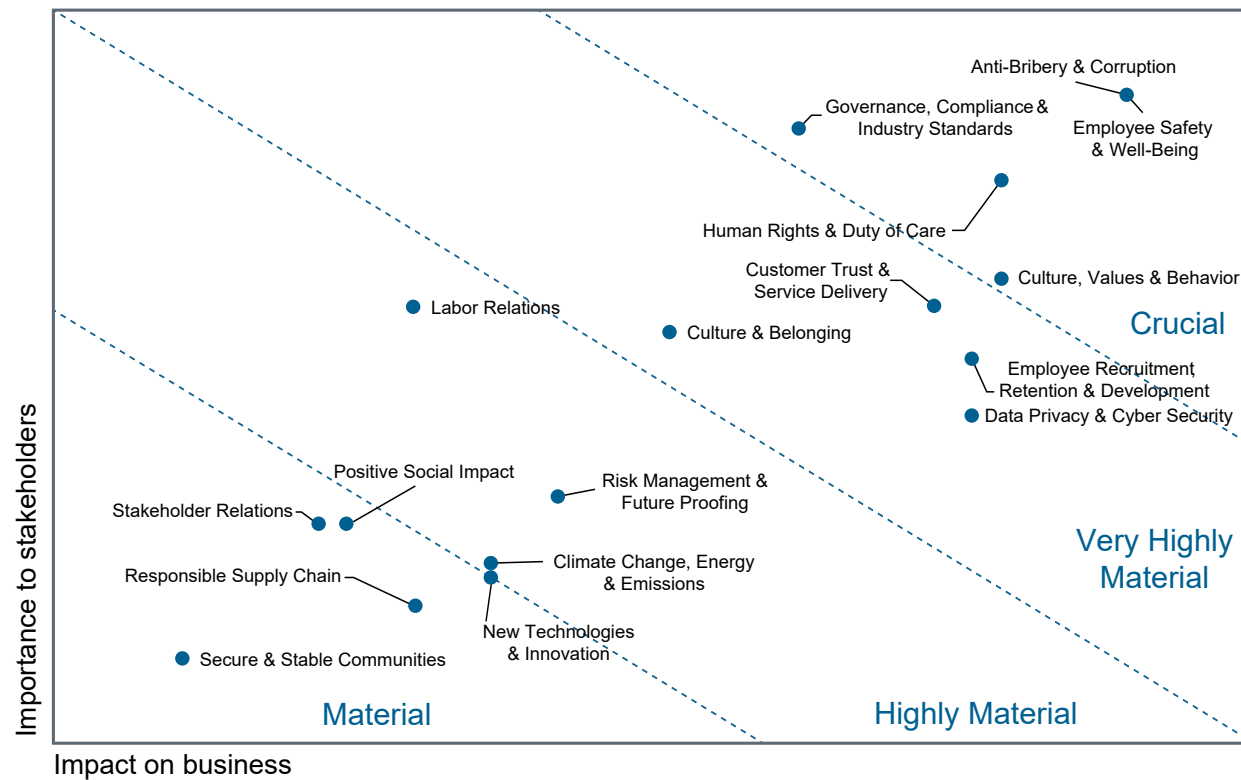 Anti-Bribery & Corruption
Governance, Compliance &
Industry Standards
Employee Safety
& Well-Being
Human Rights & Duty of Care
Customer Trust &
Service Delivery
Culture, Values & Behavior
Labor Relations
Culture & Belonging
Crucial
Employee Recruitment,
Retention & Development
Data Privacy & Cyber Security
Positive Social Impact
Risk Management &
Future Proofing
Stakeholder Relations
Very Highly
Material
Climate Change, Energy
& Emissions
Responsible Supply Chain
New Technologies
& Innovation
Secure & Stable Communities
Material
Highly Material
Importance to stakeholders
Impact on business